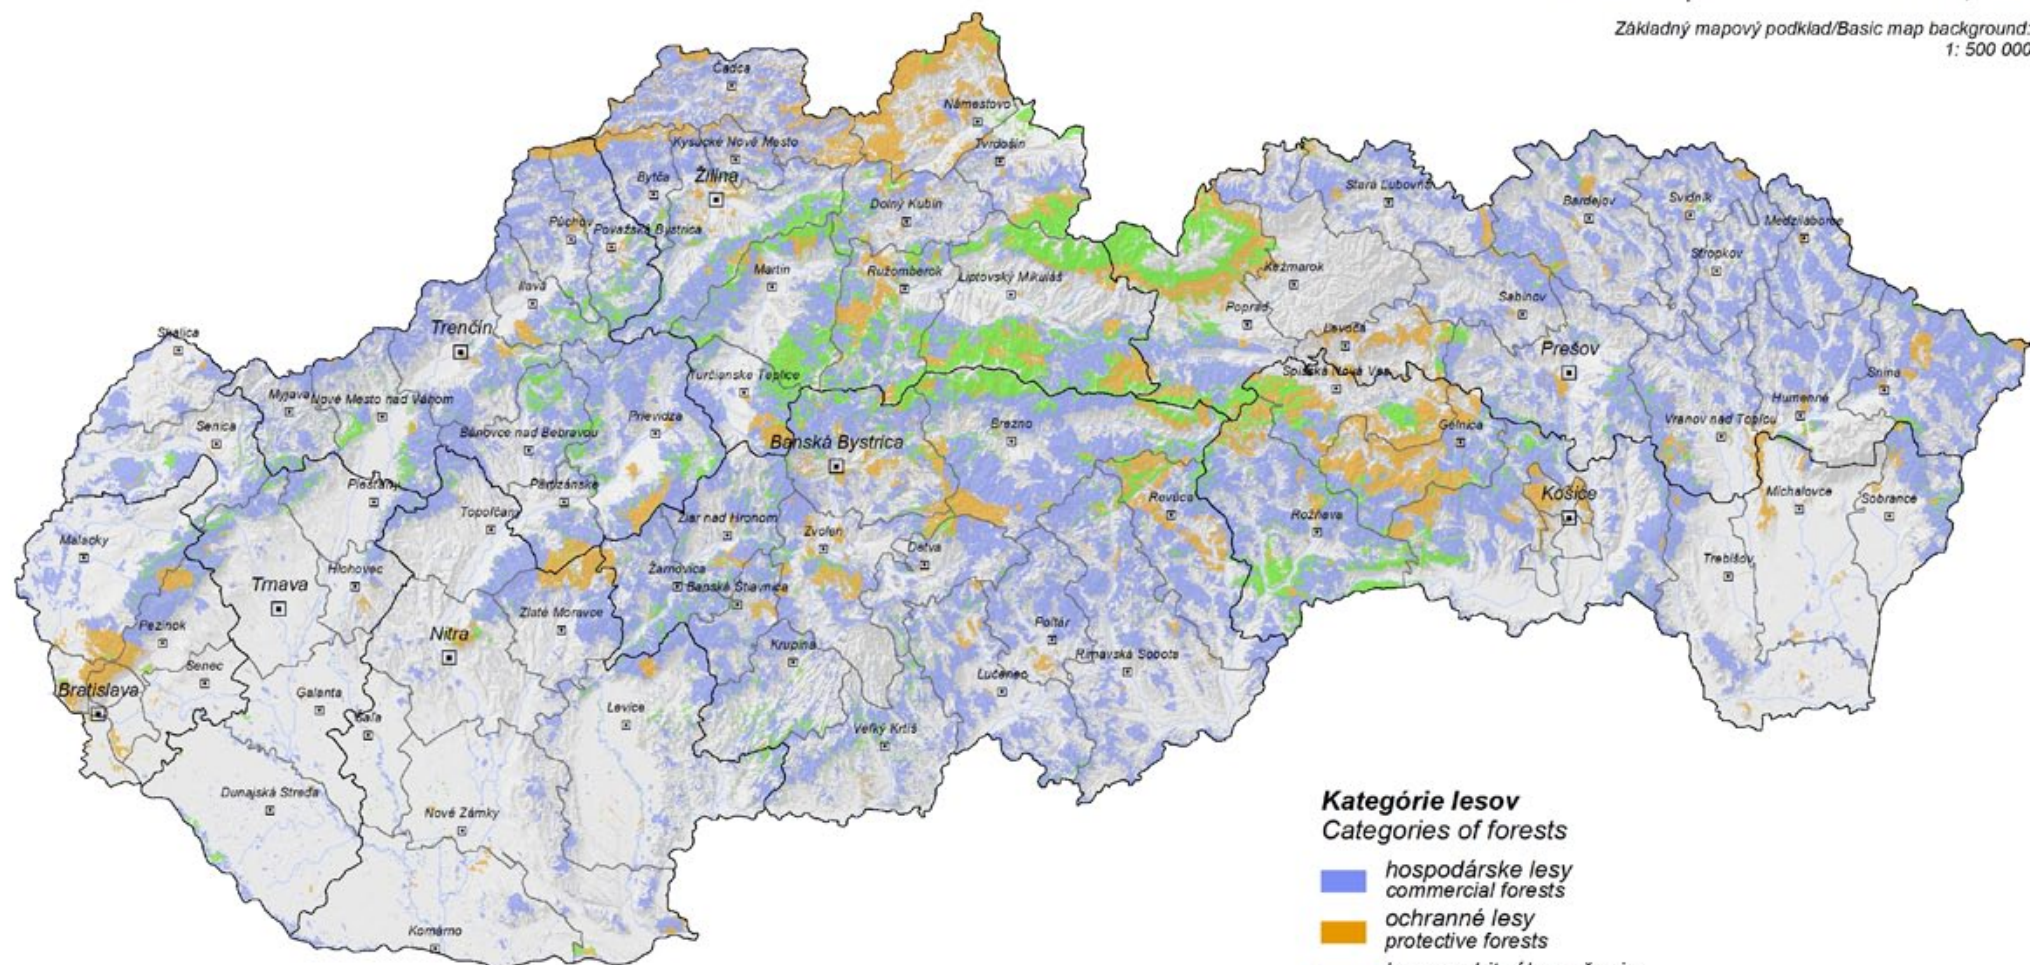 Základný mapový podklad/Basic map background:
1: 500 000
Čadca
Námestovo
Kysucké Nové Mesto
Tvrdošín
Bytča
Žilina
Stará Ľubovňa
Dolný Kubín
Bardejov
Svidník
Medzilaborce
Púchov
Považská Bystrica
Stropkov
Martin
Ružomberok
Liptovský Mikuláš
Kežmarok
Ilava
Poprad
Sabinov
Skalica
Trenčín
Levoča
Prešov
Turčianske Teplice
Spišská Nová Ves
Snina
Myjava
Nové Mesto nad Váhom
Humenné
Senica
Prievidza
Brezno
Vranov nad Topľou
Bánovce nad Bebravou
Banská Bystrica
Gelnica
Piešťany
Partizánske
Revúca
Košice
Michalovce
Sobrance
Topoľčany
Žiar nad Hronom
Zvolen
Rožňava
Malacky
Detva
Trebišov
Hlohovec
Žarnovica
Trnava
Banská Štiavnica
Zlaté Moravce
Pezinok
Nitra
Poltár
Krupina
Rimavská Sobota
Senec
Lučenec
Bratislava
Galanta
Šaľa
Levice
Veľký Krtíš
Dunajská Streda
Nové Zámky
Komárno
Kategórie lesov
Categories of forests
hospodárske lesy
commercial forests
ochranné lesy
protective forests